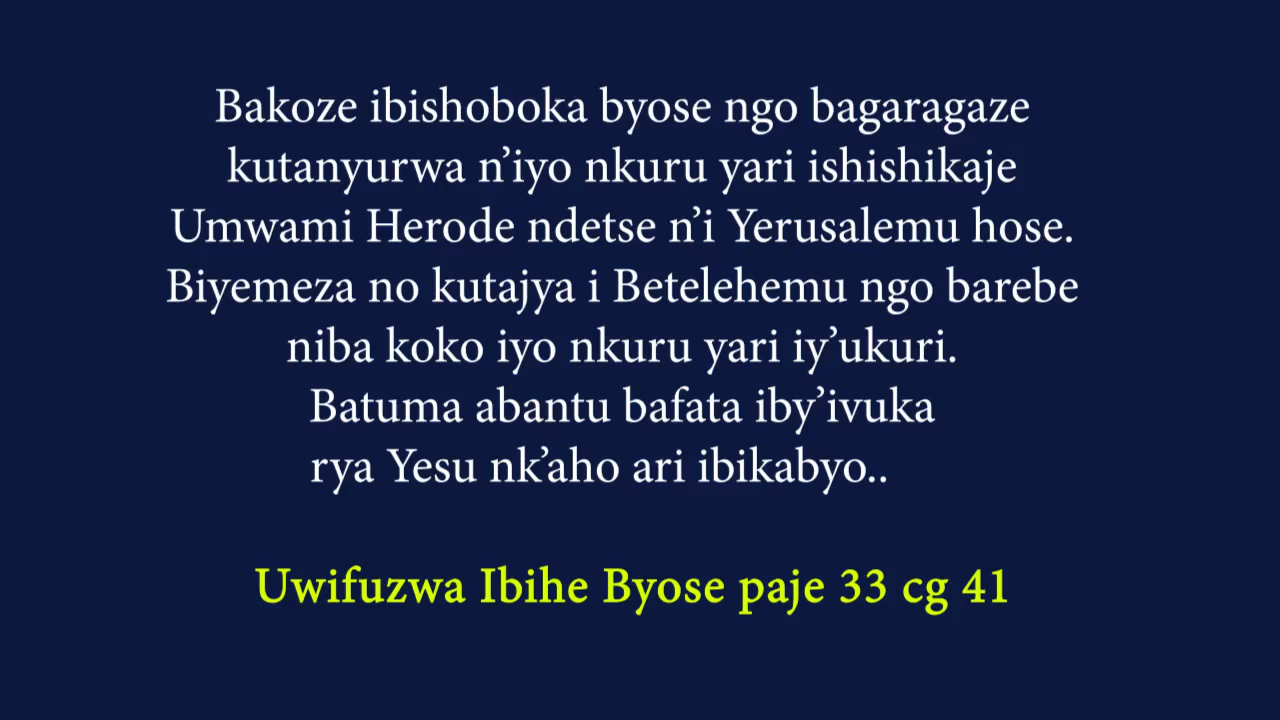 Bakoze ibishoboka byose ngo bagaragaze
kutanyurwa n’iyo nkuru yari ishishikaje
Umwami Herode ndetse n’i Yerusalemu hose.
Biyemeza no kutajya i Betelehemu ngo barebe
niba koko iyo nkuru yari iy’ukuri.
Batuma abantu bafata iby’ivuka
rya Yesu nk’aho ari ibikabyo..
Uwifuzwa Ibihe Byose paje 33 cg 41